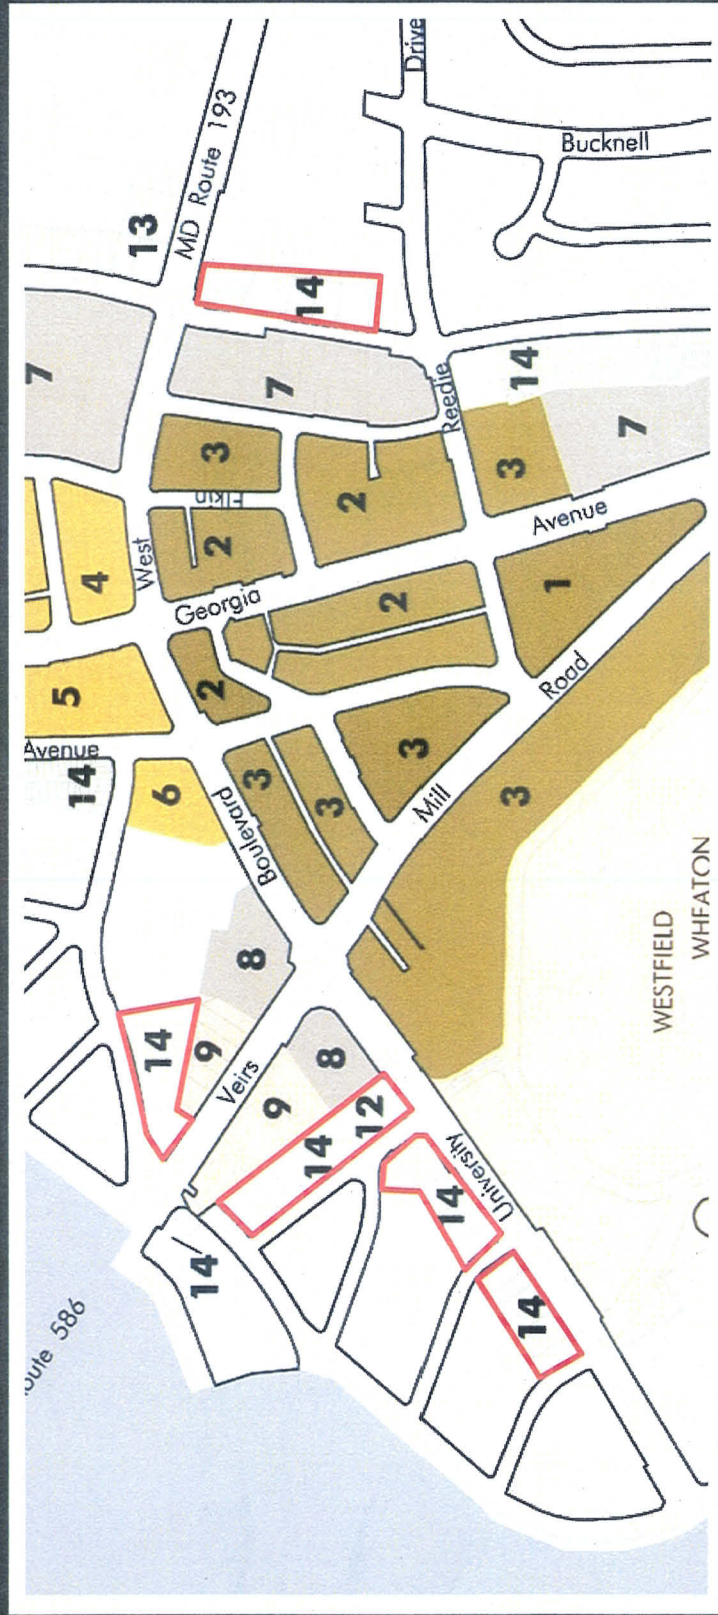 13
MD Route 193
Drive
Bucknell
7
14
7
Reedie
14
3
Elkin
2
3
7
4
West
2
Avenue
Georgia
2
1
5
2
Road
Avenue
14
6
3
3
3
Mill
3
Boulevard
8
WESTFIELD
WHEATON
14
9
Veirs
8
9
12
14
University
14
14
14
oute 586